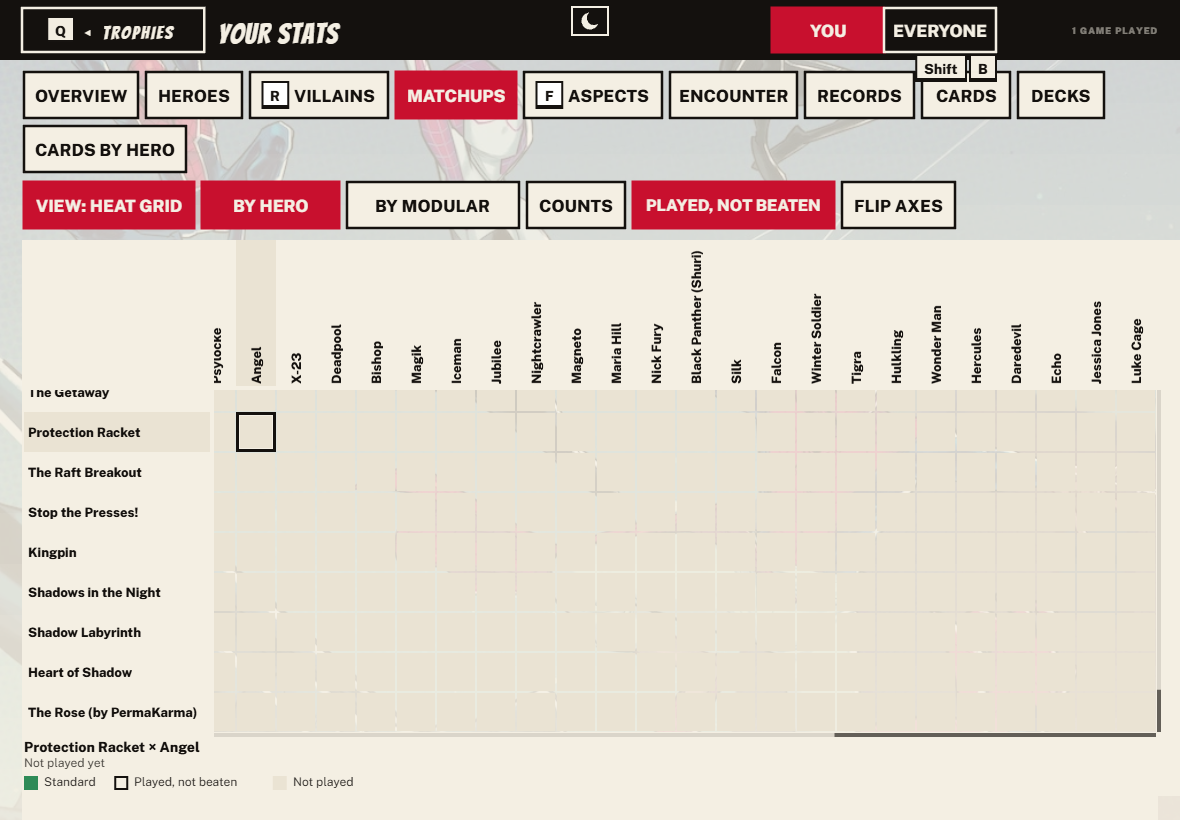 Q ◂ TROPHIES YOUR STATS YOU EVERYONE 1 GAME PLAYED
Shift B
OVERVIEW HEROES R VILLAINS MATCHUPS F ASPECTS ENCOUNTER RECORDS CARDS DECKS
CARDS BY HERO
VIEW: HEAT GRID BY HERO BY MODULAR COUNTS PLAYED, NOT BEATEN FLIP AXES
Psylocke
Angel
X-23
Deadpool
Bishop
Magik
Iceman
Jubilee
Nightcrawler
Magneto
Maria Hill
Nick Fury
Black Panther (Shuri)
Silk
Falcon
Winter Soldier
Tigra
Hulkling
Wonder Man
Hercules
Daredevil
Echo
Jessica Jones
Luke Cage
The Getaway
Protection Racket
The Raft Breakout
Stop the Presses!
Kingpin
Shadows in the Night
Shadow Labyrinth
Heart of Shadow
The Rose (by PermaKarma)
Protection Racket × Angel
Not played yet
Standard Played, not beaten Not played